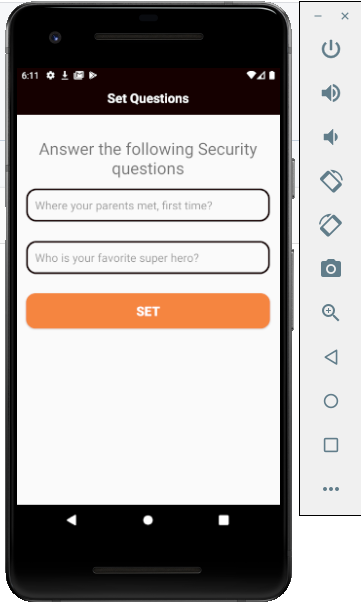 6:11
Set Questions
Answer the following Security
questions
Where your parents met, first time?
Who is your favorite super hero?
SET